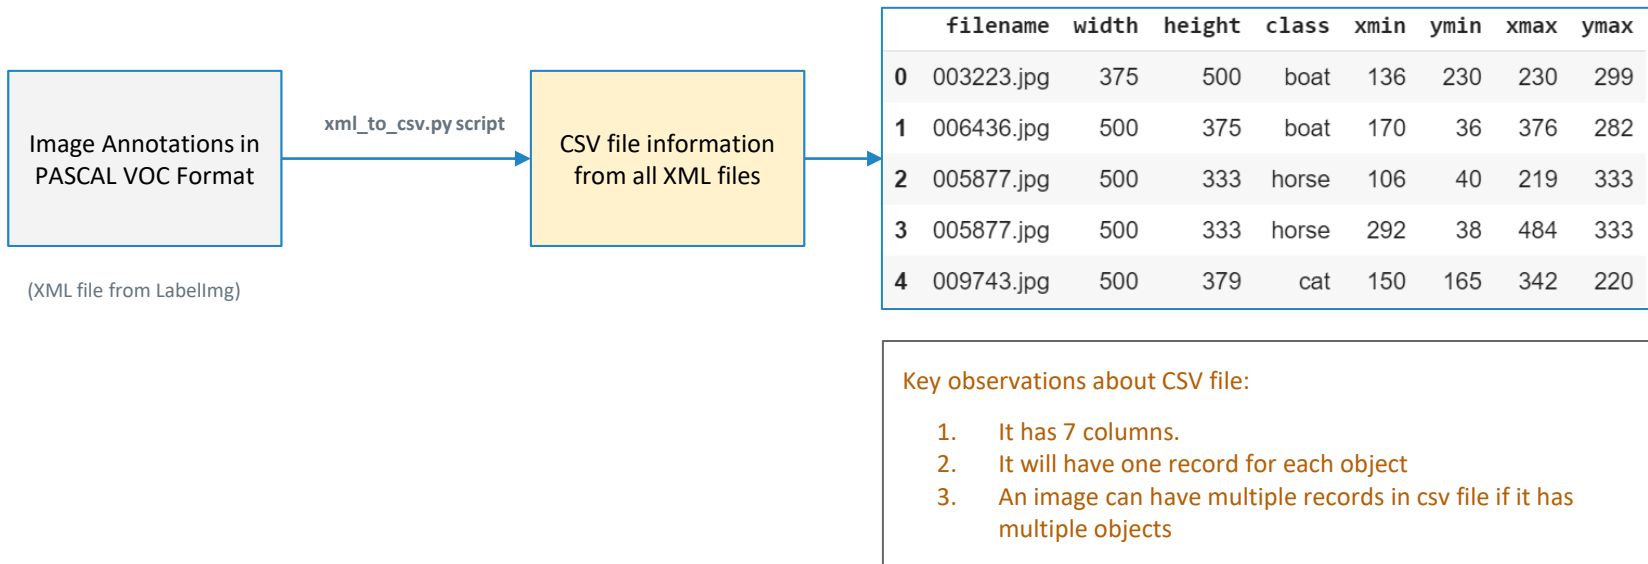 Image Annotations in
PASCAL VOC Format
(XML file from LabelImg)
xml_to_csv.py script
CSV file information
from all XML files
filename width height class xmin ymin xmax ymax
0 003223.jpg 375 500 boat 136 230 230 299
1 006436.jpg 500 375 boat 170 36 376 282
2 005877.jpg 500 333 horse 106 40 219 333
3 005877.jpg 500 333 horse 292 38 484 333
4 009743.jpg 500 379 cat 150 165 342 220
Key observations about CSV file:
1. It has 7 columns.
2. It will have one record for each object
3. An image can have multiple records in csv file if it has
multiple objects